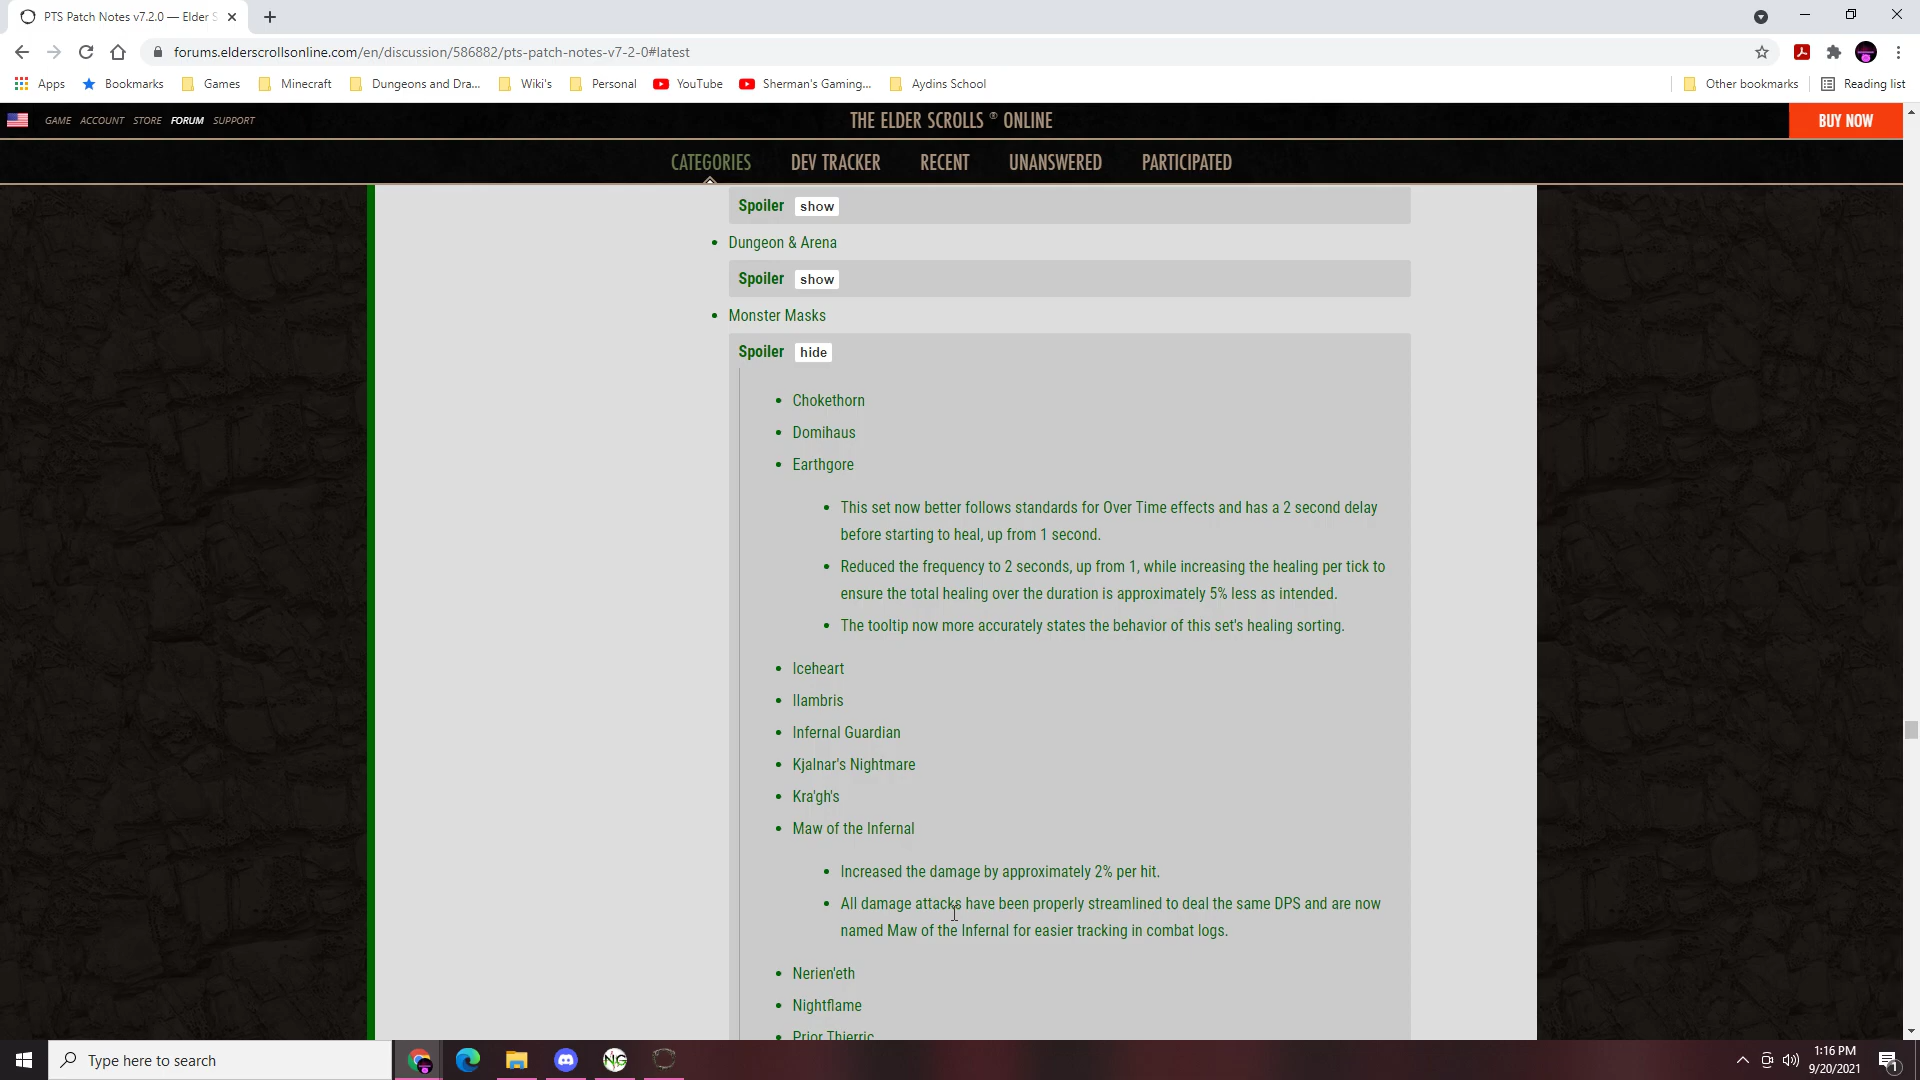 PTS Patch Notes v7.2.0 — Elder S
forums.elderscrollsonline.com/en/discussion/586882/pts-patch-notes-v7-2-0#latest
Apps Bookmarks Games Minecraft Dungeons and Dra... Wiki's Personal YouTube Sherman's Gaming... Aydins School Other bookmarks Reading list
GAME ACCOUNT STORE FORUM SUPPORT THE ELDER SCROLLS ® ONLINE BUY NOW
CATEGORIES DEV TRACKER RECENT UNANSWERED PARTICIPATED
Spoiler show
• Dungeon & Arena
Spoiler show
• Monster Masks
Spoiler hide
• Chokethorn
• Domihaus
• Earthgore
• This set now better follows standards for Over Time effects and has a 2 second delay
before starting to heal, up from 1 second.
• Reduced the frequency to 2 seconds, up from 1, while increasing the healing per tick to
ensure the total healing over the duration is approximately 5% less as intended.
• The tooltip now more accurately states the behavior of this set's healing sorting.
• Iceheart
• Ilambris
• Infernal Guardian
• Kjalnar's Nightmare
• Kra'gh's
• Maw of the Infernal
• Increased the damage by approximately 2% per hit.
• All damage attacks have been properly streamlined to deal the same DPS and are now
named Maw of the Infernal for easier tracking in combat logs.
• Nerien'eth
• Nightflame
• Prior Thierric
Type here to search NG 1:16 PM
9/20/2021 1